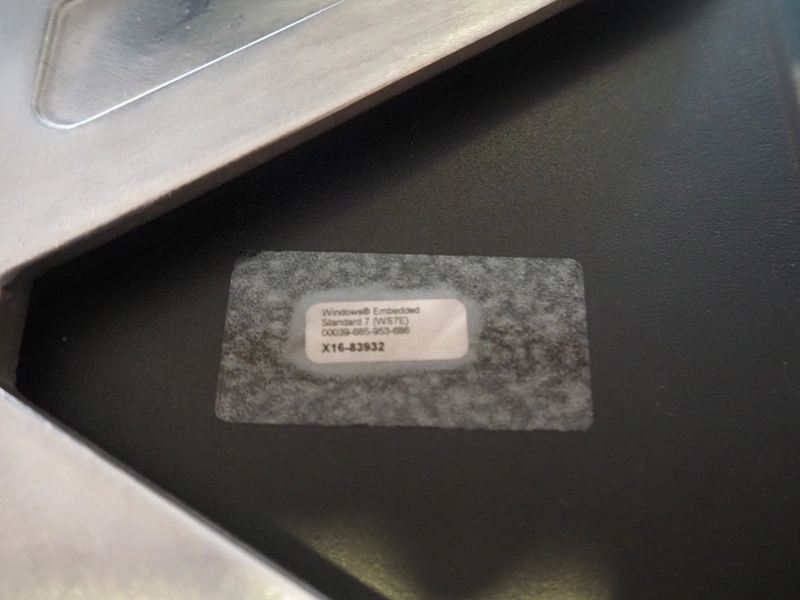 Windows® Embedded
Standard 7 (WS7E)
00039-685-953-686
X16-83932